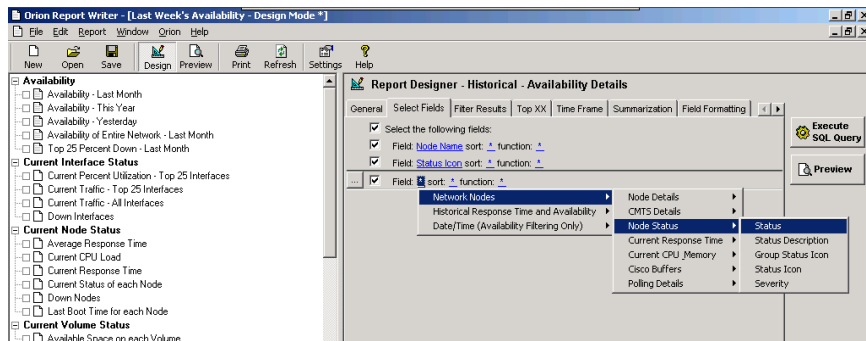 Orion Report Writer - [Last Week's Availability - Design Mode *]
File Edit Report Window Orion Help
New Open Save Design Preview Print Refresh Settings Help
Availability
Availability - Last Month
Availability - This Year
Availability - Yesterday
Availability of Entire Network - Last Month
Top 25 Percent Down - Last Month
Current Interface Status
Current Percent Utilization - Top 25 Interfaces
Current Traffic - Top 25 Interfaces
Current Traffic - All Interfaces
Down Interfaces
Current Node Status
Average Response Time
Current CPU Load
Current Response Time
Current Status of each Node
Down Nodes
Last Boot Time for each Node
Current Volume Status
Available Space on each Volume
Report Designer - Historical - Availability Details
General Select Fields Filter Results Top XX Time Frame Summarization Field Formatting
Select the following fields:
Field: Node Name sort: * function: *
Field: Status Icon sort: * function: *
... Field: * sort: * function: *
Network Nodes
Historical Response Time and Availability
Date/Time (Availability Filtering Only)
Node Details
CMTS Details
Node Status
Current Response Time
Current CPU_Memory
Cisco Buffers
Polling Details
Status
Status Description
Group Status Icon
Status Icon
Severity
Execute
SQL Query
Preview